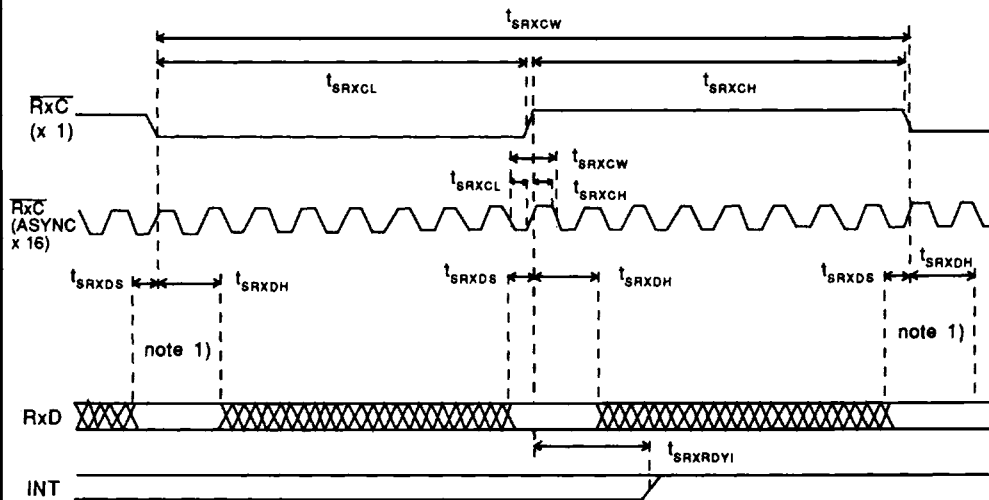 tSRXCW
tSRXCL
tSRXCH
RxC
(x 1)
tSRXCW
tSRXCL
tSRXCH
RxC
(ASYNC
x 16)
tSRXDS
tSRXDH
tSRXDS
tSRXDH
tSRXDS
tSRXDH
note 1)
note 1)
RxD
tSRXRDYI
INT